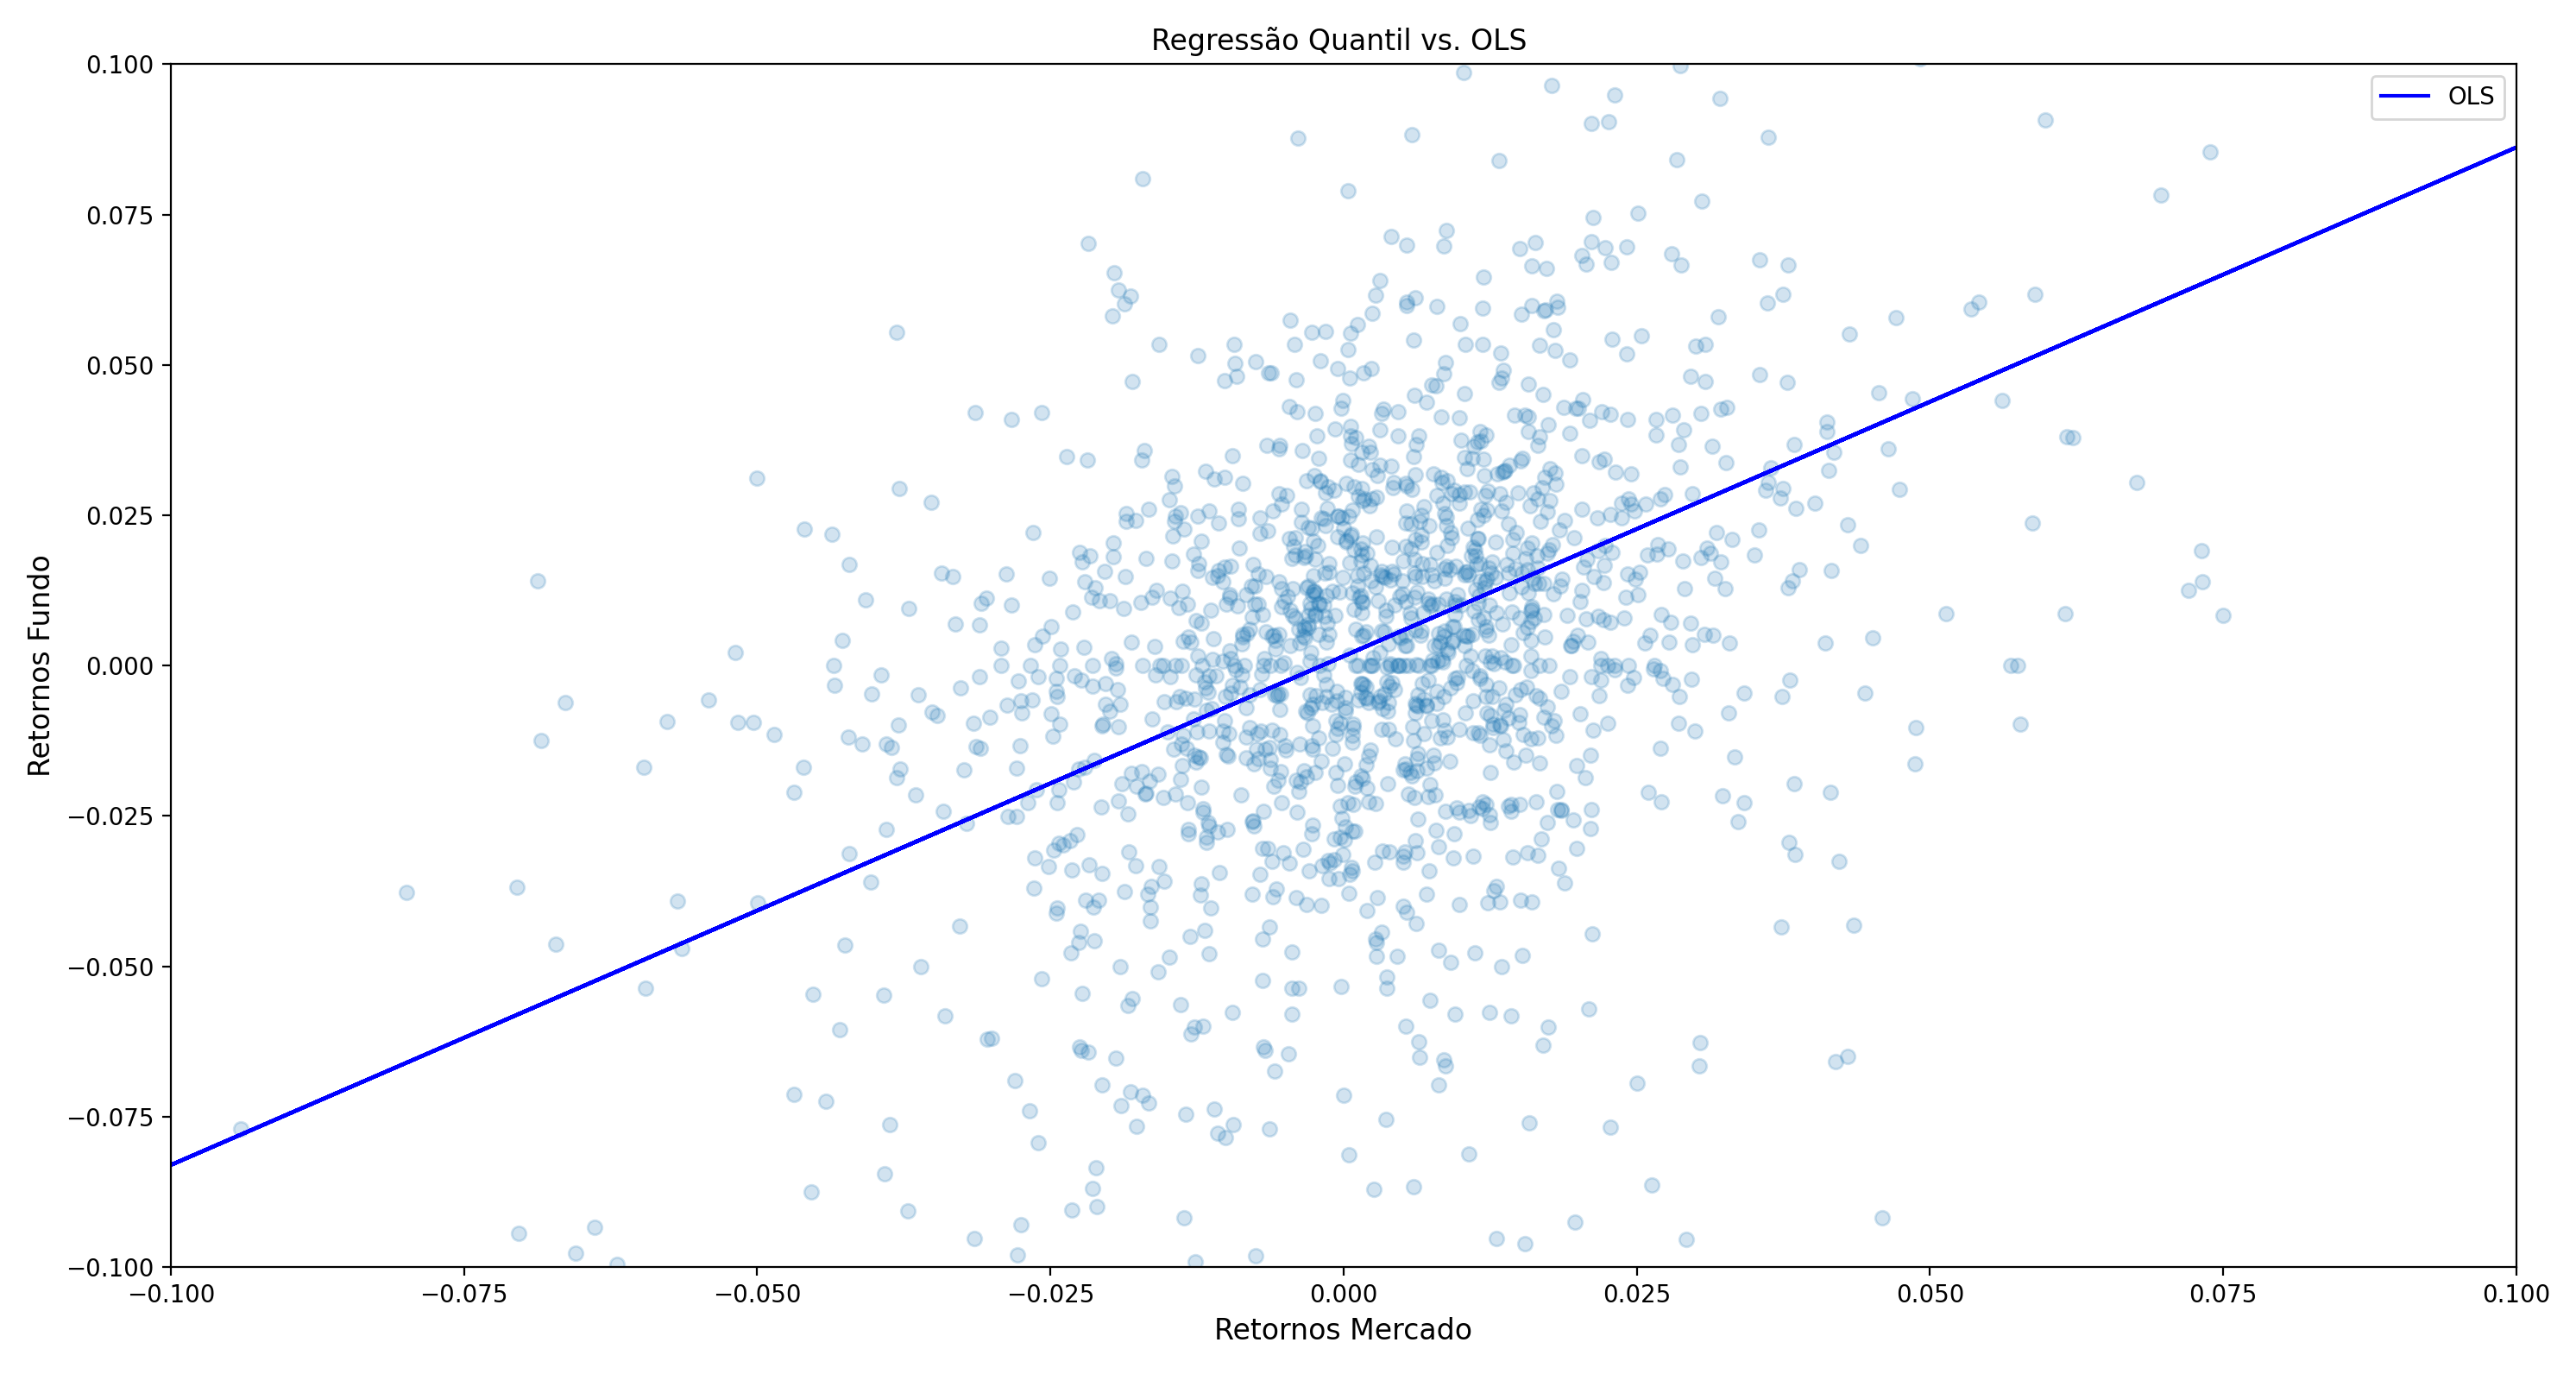 Regressão Quantil vs. OLS
OLS
Retornos Fundo
0.100
0.075
0.050
0.025
0.000
−0.025
−0.050
−0.075
−0.100
−0.100 −0.075 −0.050 −0.025 0.000 0.025 0.050 0.075 0.100
Retornos Mercado